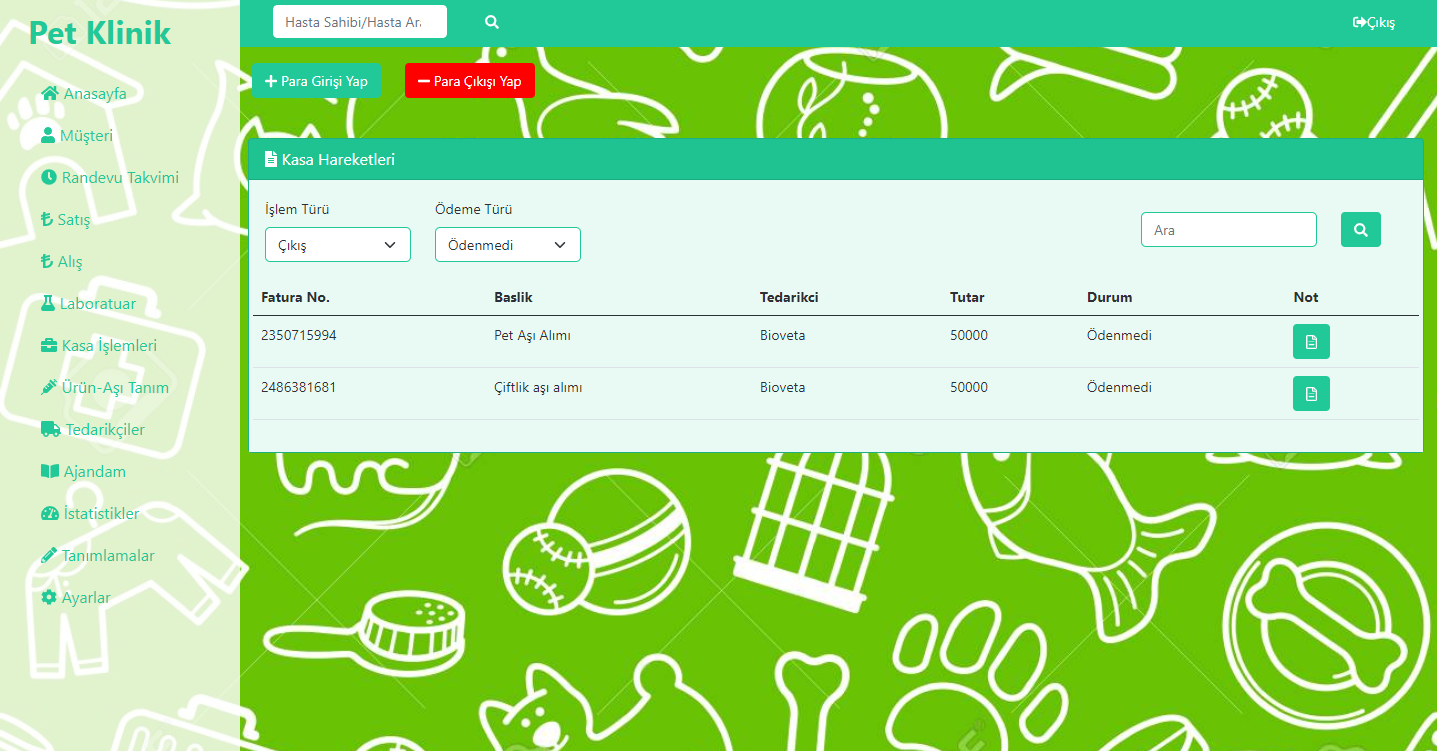 Pet Klinik
Hasta Sahibi/Hasta Ar
Çıkış
Anasayfa
Müşteri
Randevu Takvimi
Satış
Alış
Laboratuar
Kasa İşlemleri
Ürün-Aşı Tanım
Tedarikçiler
Ajandam
İstatistikler
Tanımlamalar
Ayarlar
Para Girişi Yap
Para Çıkışı Yap
Kasa Hareketleri
İşlem Türü
Ödeme Türü
Çıkış
Ödenmedi
Ara
Fatura No. Baslik Tedarikci Tutar Durum Not
2350715994 Pet Aşı Alımı Bioveta 50000 Ödenmedi
2486381681 Çiftlik aşı alımı Bioveta 50000 Ödenmedi